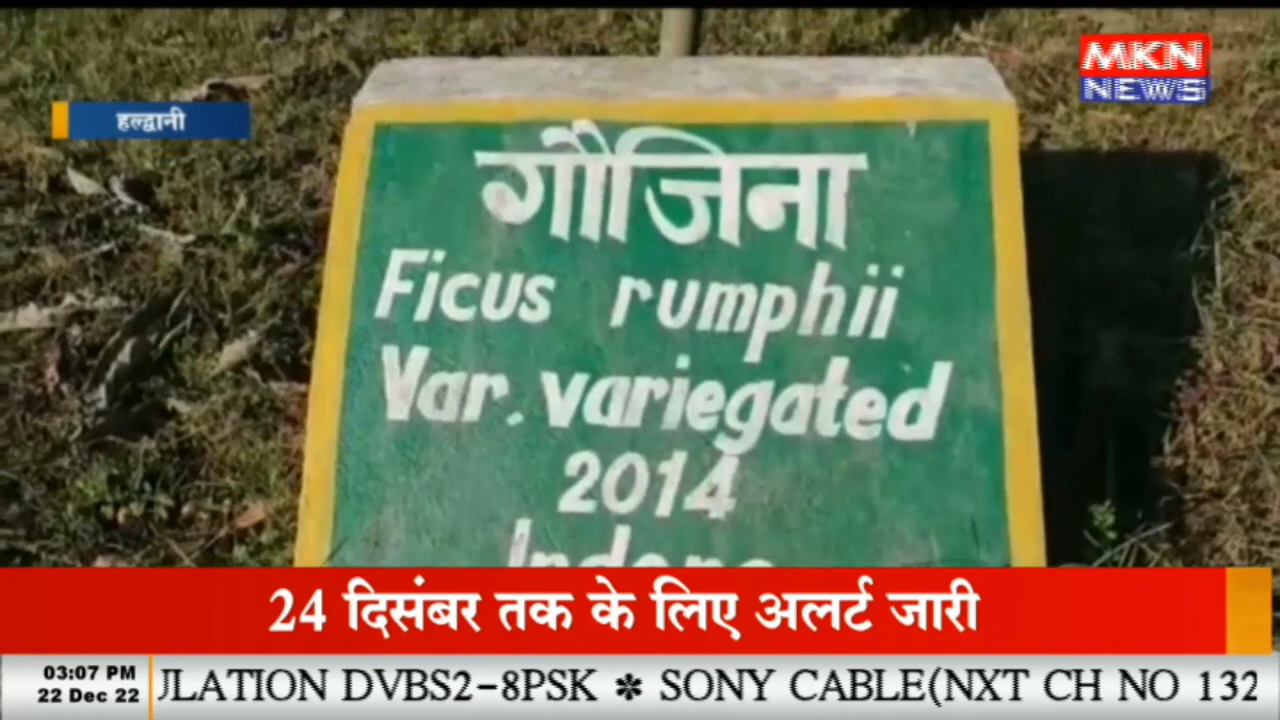 MKN
NEWS
हल्द्वानी
गौजिना
Ficus rumphii
Var. variegated
2014
24 दिसंबर तक के लिए अलर्ट जारी
03:07 PM
22 Dec 22
LATION DVBS2-8PSK * SONY CABLE(NXT CH NO 132